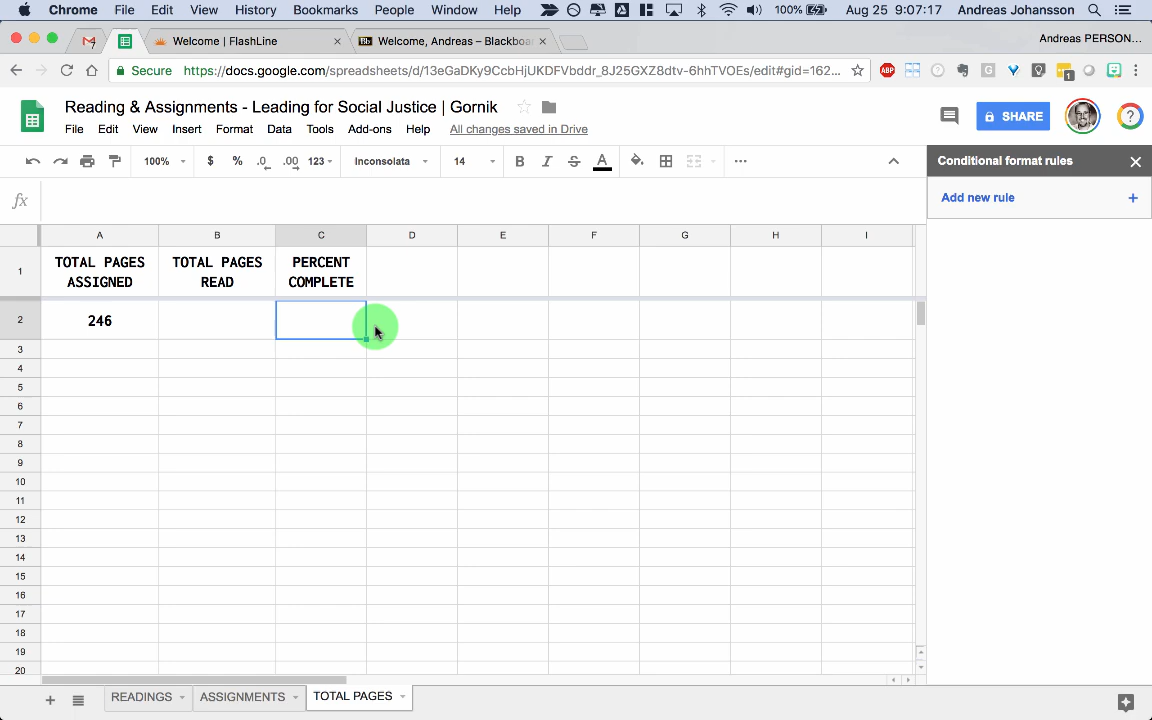 Chrome File Edit View History Bookmarks People Window Help 100% Aug 25 9:07:17 Andreas Johansson
Welcome | FlashLine × Welcome, Andreas – Blackboar × Andreas PERSON...
Secure https://docs.google.com/spreadsheets/d/13eGaDKy9CcbHjUKDFVbddr_8J25GXZ8dtv-6hhTVOEs/edit#gid=162...
Reading & Assignments - Leading for Social Justice | Gornik
SHARE
File Edit View Insert Format Data Tools Add-ons Help All changes saved in Drive
100% $ % .0 .00 123 Inconsolata 14 B I S A
Conditional format rules
Add new rule +
fx
A B C D E F G H I
1 TOTAL PAGES ASSIGNED TOTAL PAGES READ PERCENT COMPLETE
2 246
3
4
5
6
7
8
9
10
11
12
13
14
15
16
17
18
19
20
READINGS ASSIGNMENTS TOTAL PAGES